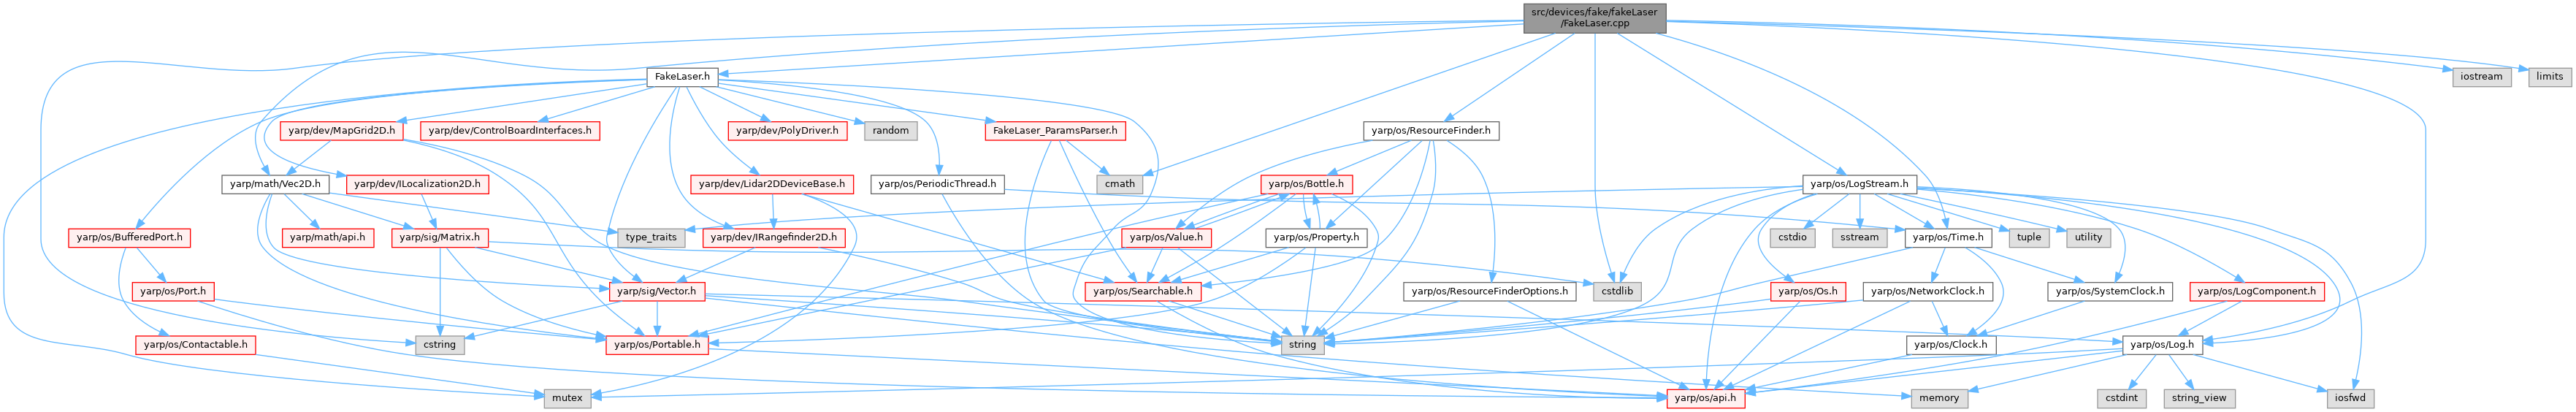 src/devices/fake/fakeLaser
/FakeLaser.cpp
FakeLaser.h
iostream
limits
yarp/dev/MapGrid2D.h
yarp/dev/ControlBoardInterfaces.h
yarp/dev/PolyDriver.h
random
FakeLaser_ParamsParser.h
yarp/os/ResourceFinder.h
yarp/math/Vec2D.h
yarp/dev/ILocalization2D.h
yarp/dev/Lidar2DDeviceBase.h
yarp/os/PeriodicThread.h
cmath
yarp/os/Bottle.h
yarp/os/LogStream.h
yarp/os/BufferedPort.h
yarp/math/api.h
yarp/sig/Matrix.h
type_traits
yarp/dev/IRangefinder2D.h
yarp/os/Value.h
yarp/os/Property.h
cstdio
sstream
yarp/os/Time.h
tuple
utility
yarp/os/Port.h
yarp/sig/Vector.h
yarp/os/Searchable.h
yarp/os/ResourceFinderOptions.h
cstdlib
yarp/os/Os.h
yarp/os/NetworkClock.h
yarp/os/SystemClock.h
yarp/os/LogComponent.h
yarp/os/Contactable.h
cstring
yarp/os/Portable.h
string
yarp/os/Clock.h
yarp/os/Log.h
mutex
yarp/os/api.h
memory
cstdint
string_view
iosfwd